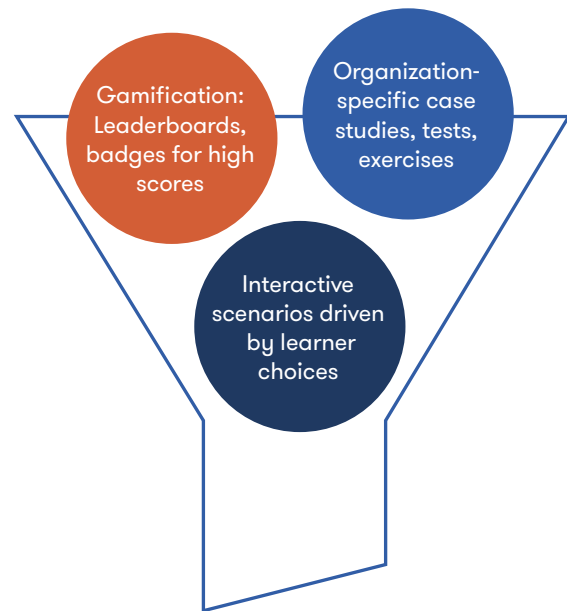 Gamification:
Leaderboards,
badges for high
scores
Organization-
specific case
studies, tests,
exercises
Interactive
scenarios driven
by learner
choices